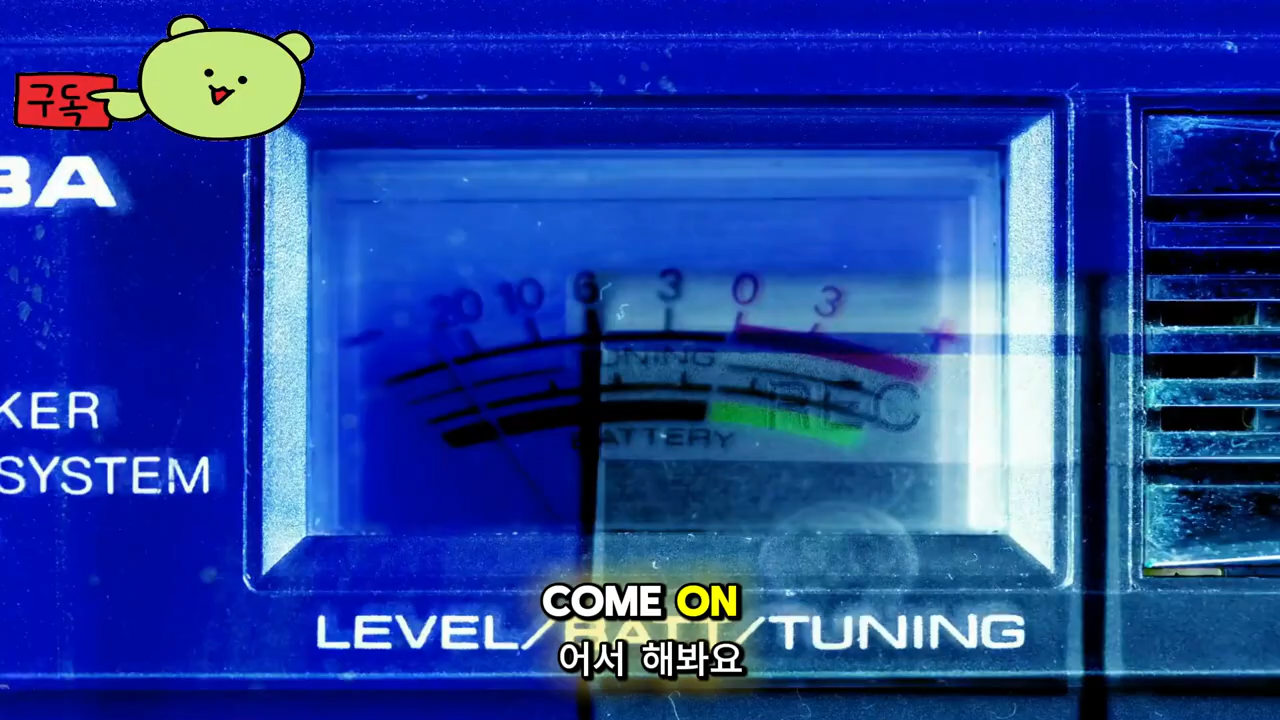 구독
BA
20 10 6 3 0 3
- +
TUNING
REC
BATTERY
KER
SYSTEM
COME ON
LEVEL/BATT/TUNING
어서 해봐요